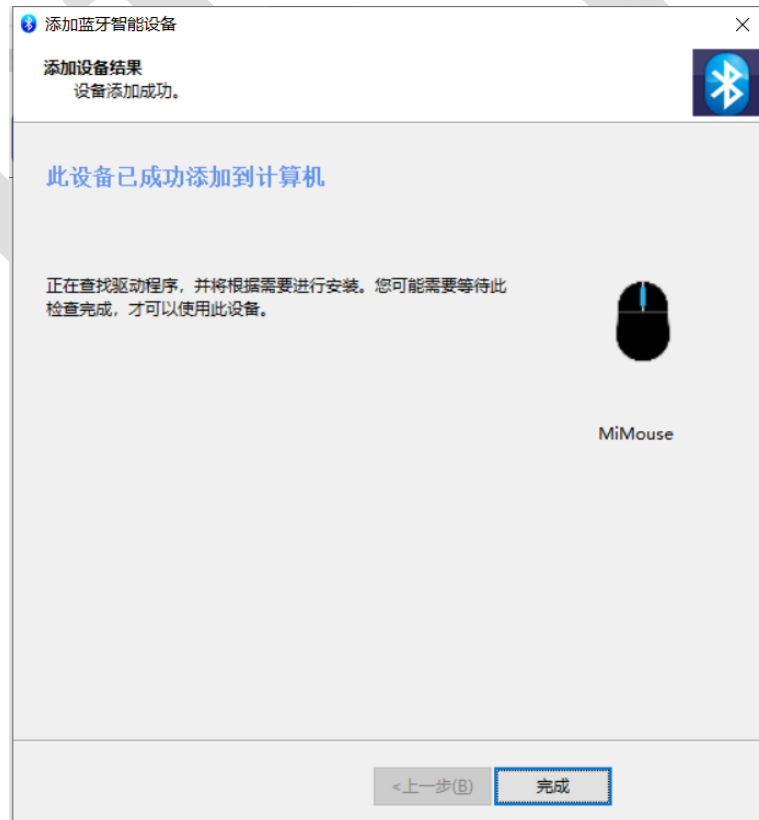 添加蓝牙智能设备
添加设备结果
设备添加成功。
此设备已成功添加到计算机
正在查找驱动程序，并将根据需要进行安装。您可能需要等待此
检查完成，才可以使用此设备。
MiMouse
<上一步(B)
完成